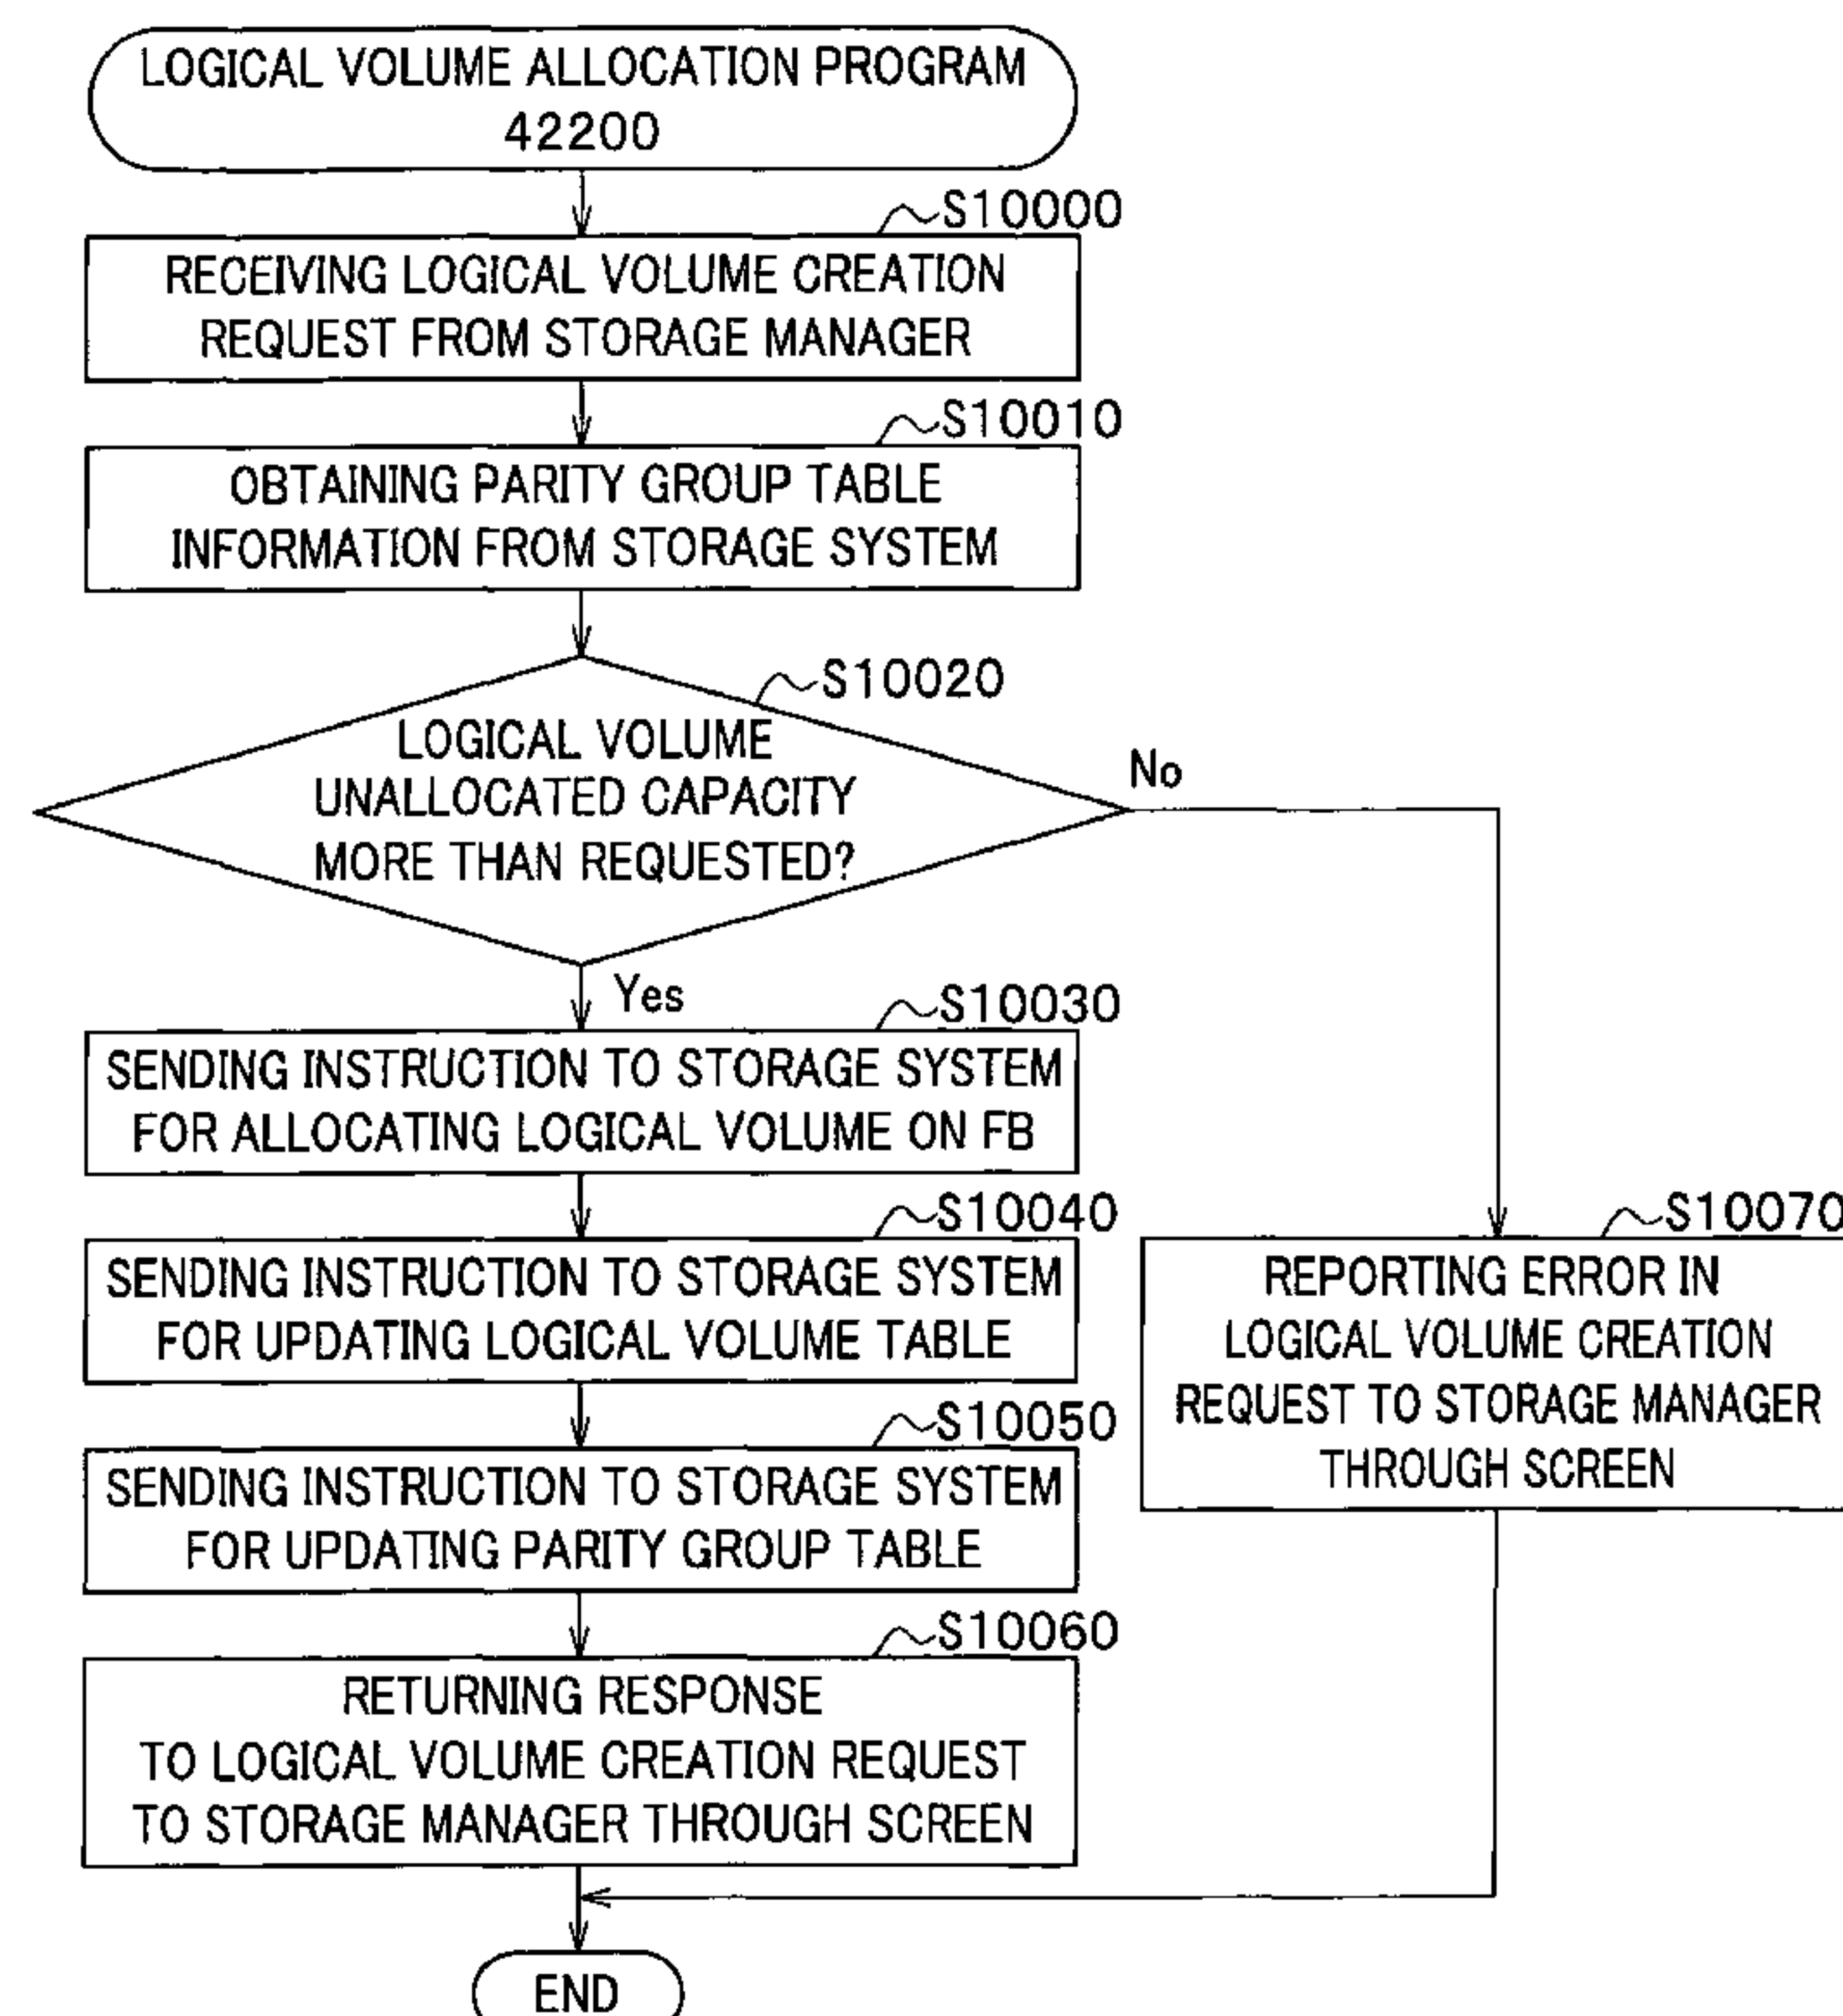 LOGICAL VOLUME ALLOCATION PROGRAM
42200
S10000
RECEIVING LOGICAL VOLUME CREATION
REQUEST FROM STORAGE MANAGER
S10010
OBTAINING PARITY GROUP TABLE
INFORMATION FROM STORAGE SYSTEM
S10020
LOGICAL VOLUME
UNALLOCATED CAPACITY
MORE THAN REQUESTED?
No
Yes
S10030
SENDING INSTRUCTION TO STORAGE SYSTEM
FOR ALLOCATING LOGICAL VOLUME ON FB
S10040
SENDING INSTRUCTION TO STORAGE SYSTEM
FOR UPDATING LOGICAL VOLUME TABLE
S10070
REPORTING ERROR IN
LOGICAL VOLUME CREATION
REQUEST TO STORAGE MANAGER
THROUGH SCREEN
S10050
SENDING INSTRUCTION TO STORAGE SYSTEM
FOR UPDATING PARITY GROUP TABLE
S10060
RETURNING RESPONSE
TO LOGICAL VOLUME CREATION REQUEST
TO STORAGE MANAGER THROUGH SCREEN
END